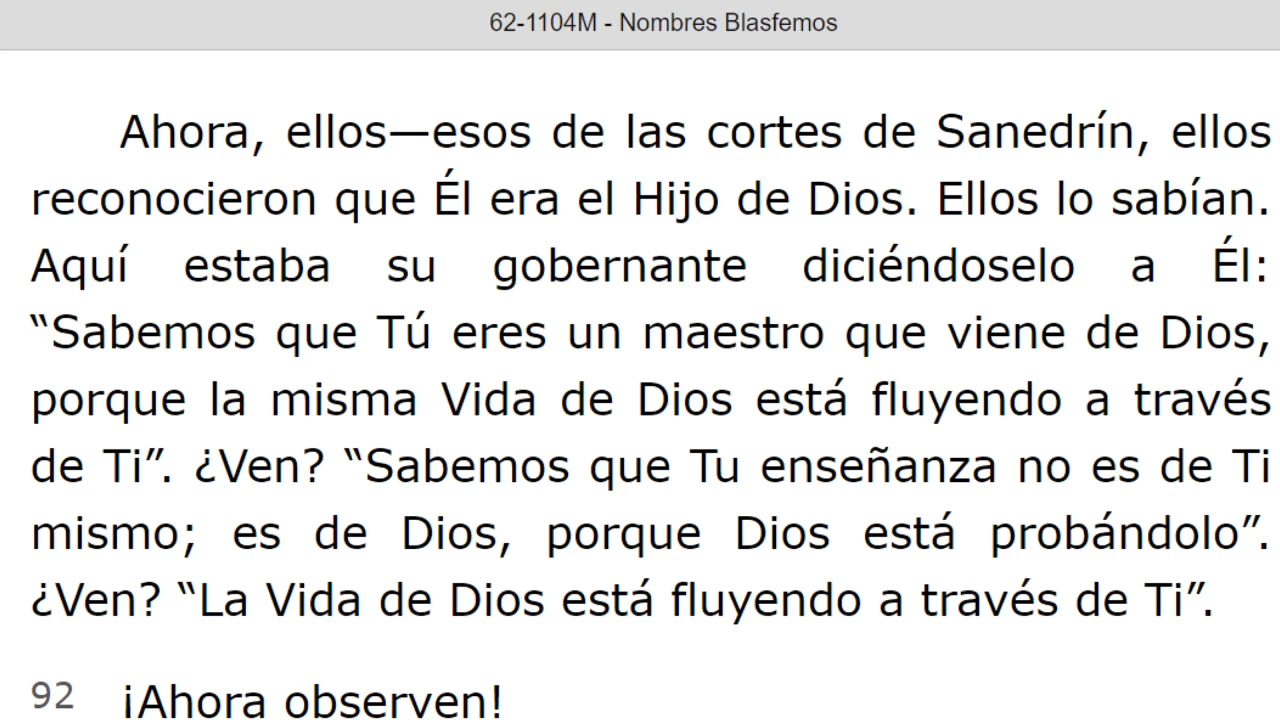 62-1104M - Nombres Blasfemos
Ahora, ellos—esos de las cortes de Sanedrín, ellos
reconocieron que Él era el Hijo de Dios. Ellos lo sabían.
Aquí estaba su gobernante diciéndoselo a Él:
“Sabemos que Tú eres un maestro que viene de Dios,
porque la misma Vida de Dios está fluyendo a través
de Ti”. ¿Ven? “Sabemos que Tu enseñanza no es de Ti
mismo; es de Dios, porque Dios está probándolo”.
¿Ven? “La Vida de Dios está fluyendo a través de Ti”.
92 ¡Ahora observen!